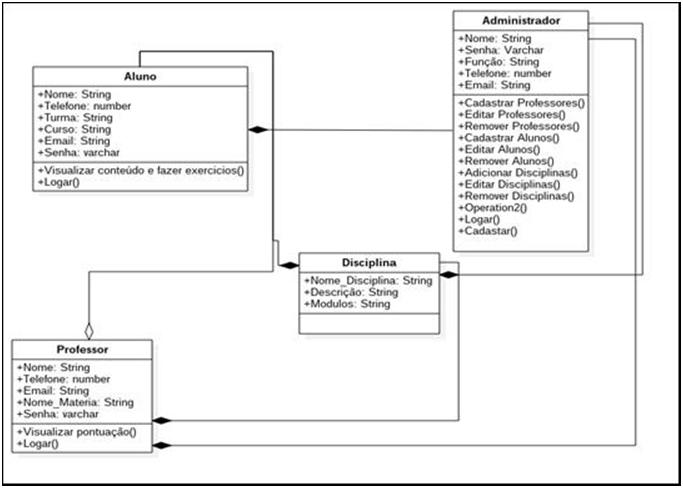 Aluno
+Nome: String
+Telefone: number
+Turma: String
+Curso: String
+Email: String
+Senha: varchar
+Visualizar conteúdo e fazer exercicios()
+Logar()
Administrador
+Nome: String
+Senha: Varchar
+Função: String
+Telefone: number
+Email: String
+Cadastrar Professores()
+Editar Professores()
+Remover Professores()
+Cadastrar Alunos()
+Editar Alunos()
+Remover Alunos()
+Adicionar Disciplinas()
+Editar Disciplinas()
+Remover Disciplinas()
+Operation2()
+Logar()
+Cadastar()
Disciplina
+Nome_Disciplina: String
+Descrição: String
+Modulos: String
Professor
+Nome: String
+Telefone: number
+Email: String
+Nome_Materia: String
+Senha: varchar
+Visualizar pontuação()
+Logar()